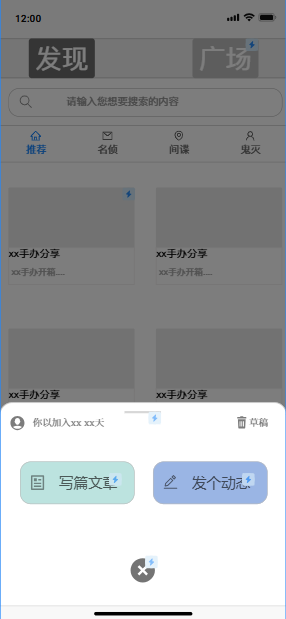 12:00
发现 广场
请输入您想要搜索的内容
推荐 名侦 间谍 鬼灭
xx手办分享 xx手办分享
xx手办开箱...... xx手办开箱......
xx手办分享 xx手办分享
你以加入xx xx天 草稿
写篇文章 发个动态